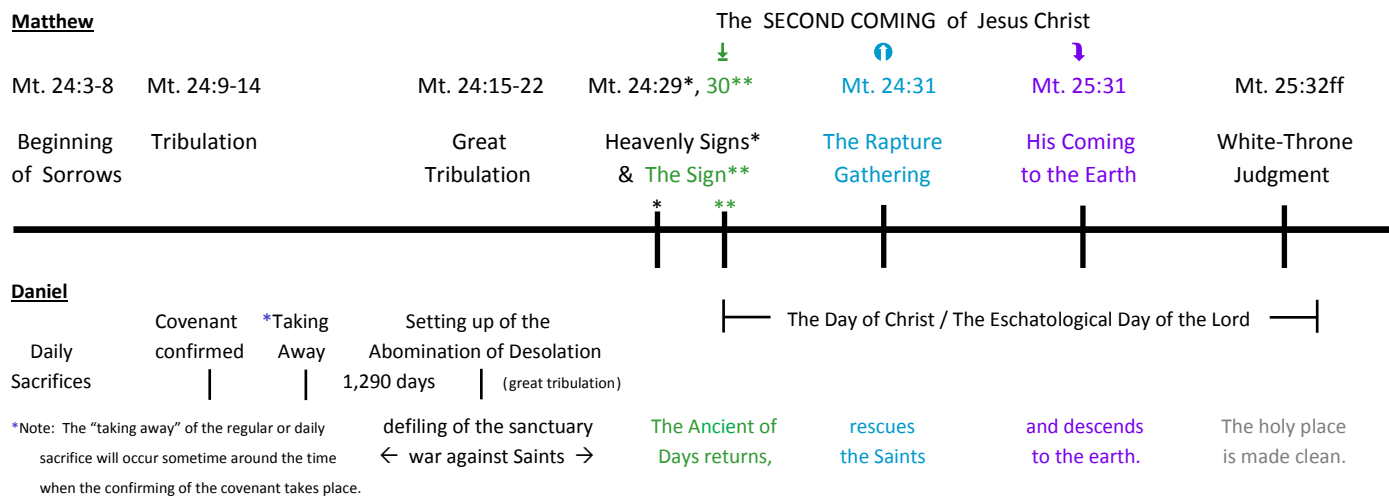 Matthew
The SECOND COMING of Jesus Christ
Mt. 24:3-8 Mt. 24:9-14 Mt. 24:15-22 Mt. 24:29*, 30** Mt. 24:31 Mt. 25:31 Mt. 25:32ff
Beginning Tribulation Great Heavenly Signs* The Rapture His Coming White-Throne
of Sorrows Tribulation & The Sign** Gathering to the Earth Judgment
* **
Daniel
The Day of Christ / The Eschatological Day of the Lord
Covenant *Taking Setting up of the
Daily confirmed Away Abomination of Desolation
Sacrifices 1,290 days (great tribulation)
*Note: The “taking away” of the regular or daily
sacrifice will occur sometime around the time
when the confirming of the covenant takes place.
defiling of the sanctuary
← war against Saints →
The Ancient of
Days returns,
rescues
the Saints
and descends
to the earth.
The holy place
is made clean.